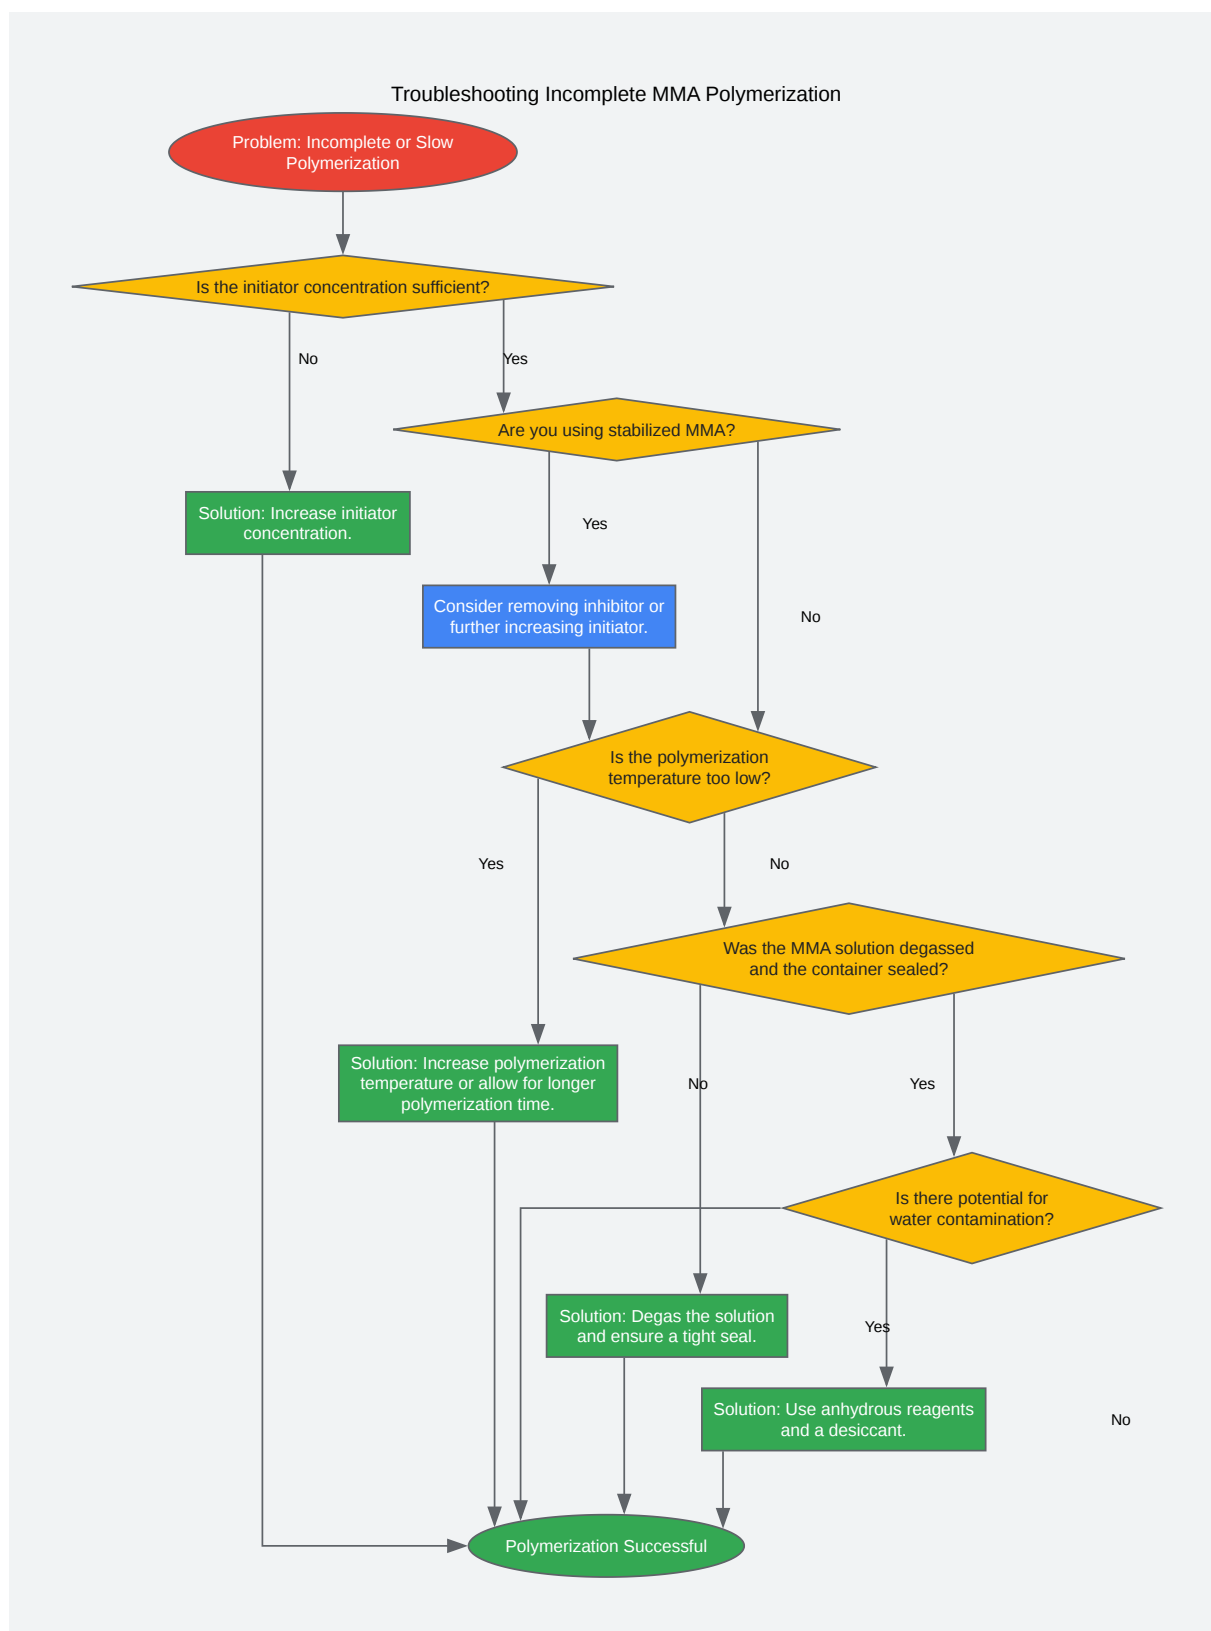 Troubleshooting Incomplete MMA Polymerization
Problem: Incomplete or Slow
Polymerization
Is the initiator concentration sufficient?
No
Yes
Are you using stabilized MMA?
Solution: Increase initiator
concentration.
Yes
Consider removing inhibitor or
further increasing initiator.
No
Is the polymerization
temperature too low?
Yes
No
Was the MMA solution degassed
and the container sealed?
Solution: Increase polymerization
temperature or allow for longer
polymerization time.
No
Yes
Is there potential for
water contamination?
Solution: Degas the solution
and ensure a tight seal.
Yes
Solution: Use anhydrous reagents
and a desiccant.
No
Polymerization Successful